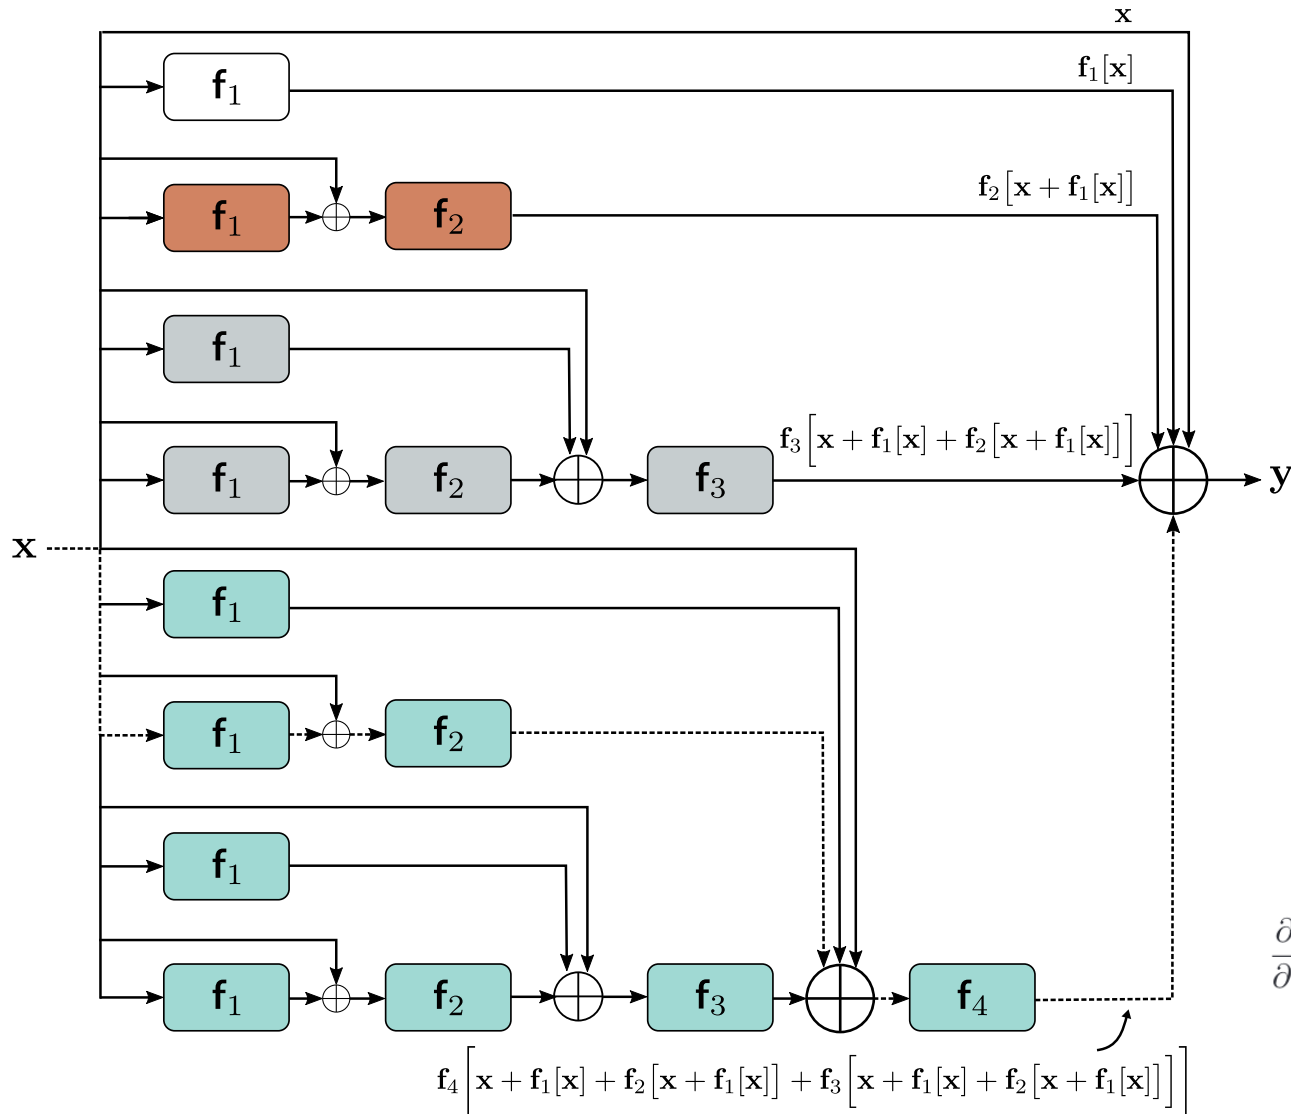 x
f₁
f₁[x]
f₁
f₂
f₂[x + f₁[x]]
f₁
f₁
f₂
f₃
f₃[x + f₁[x] + f₂[x + f₁[x]]]
y
x
f₁
f₁
f₂
f₁
f₁
f₂
f₃
f₄
∂
∂
f₄[x + f₁[x] + f₂[x + f₁[x]] + f₃[x + f₁[x] + f₂[x + f₁[x]]]]